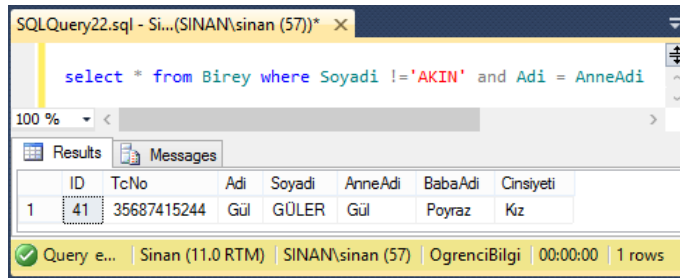 SQLQuery22.sql - Si...(SINAN\sinan (57))* ×
select * from Birey where Soyadi !='AKIN' and Adi = AnneAdi
100 %
Results Messages
ID TcNo Adi Soyadi AnneAdi BabaAdi Cinsiyeti
1 41 35687415244 Gül GÜLER Gül Poyraz Kız
Query e... Sinan (11.0 RTM) SINAN\sinan (57) OgrenciBilgi 00:00:00 1 rows